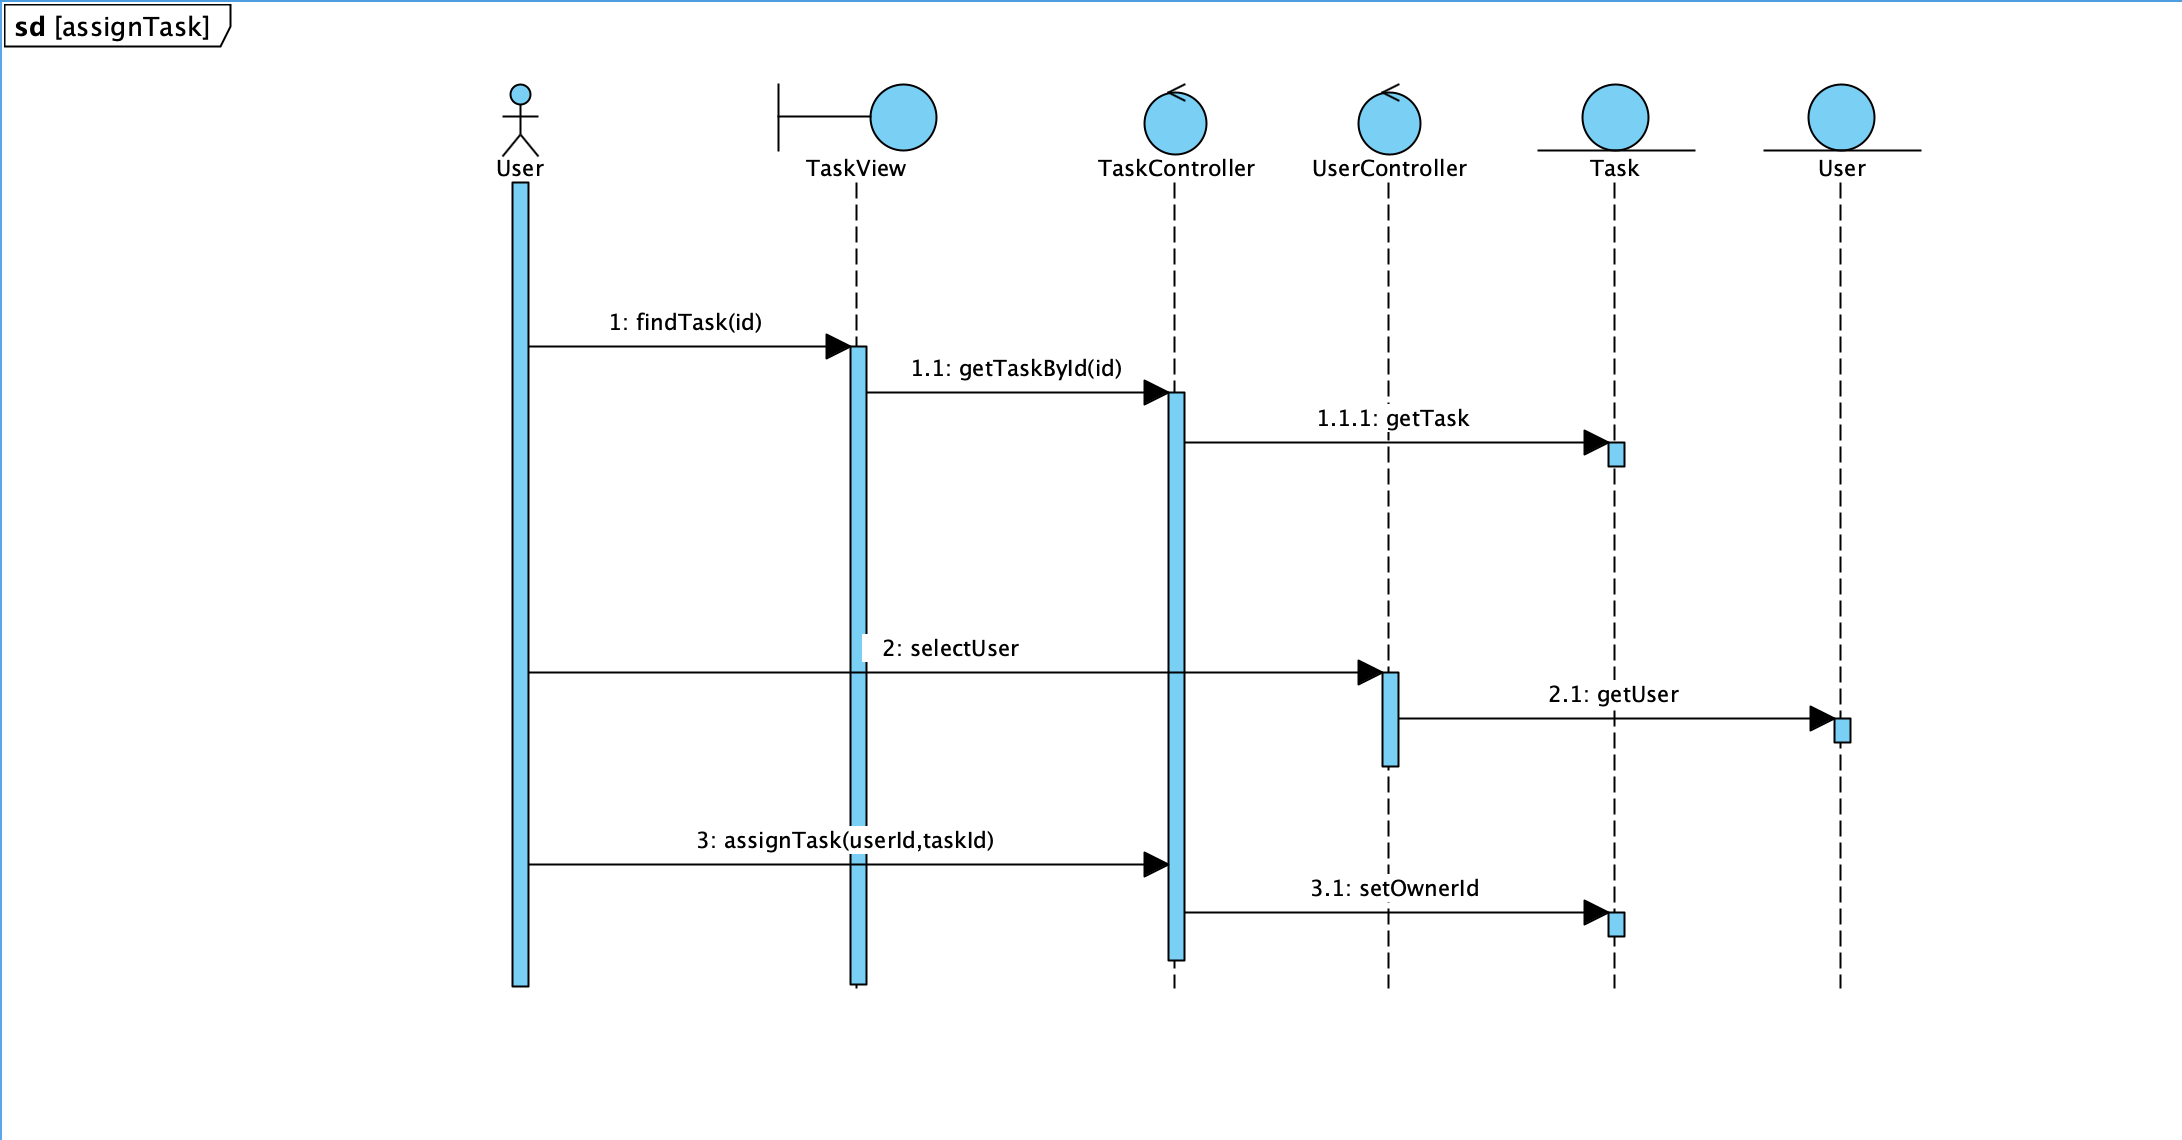 sd [assignTask]
User
TaskView
TaskController
UserController
Task
User
1: findTask(id)
1.1: getTaskById(id)
1.1.1: getTask
2: selectUser
2.1: getUser
3: assignTask(userId,taskId)
3.1: setOwnerId